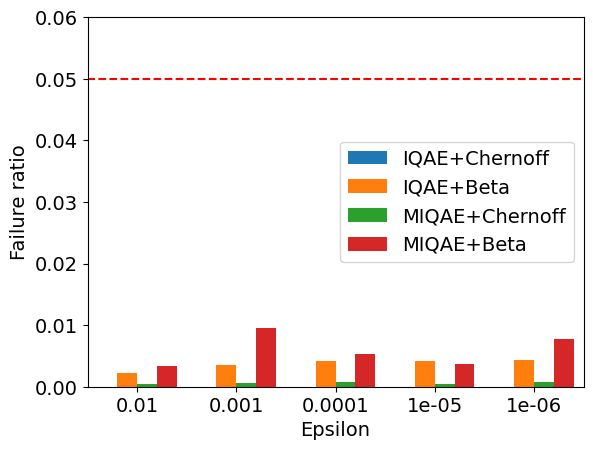 0.06
0.05
0.04
0.03
0.02
0.01
0.00
Failure ratio
IQAE+Chernoff
IQAE+Beta
MIQAE+Chernoff
MIQAE+Beta
0.01 0.001 0.0001 1e-05 1e-06
Epsilon